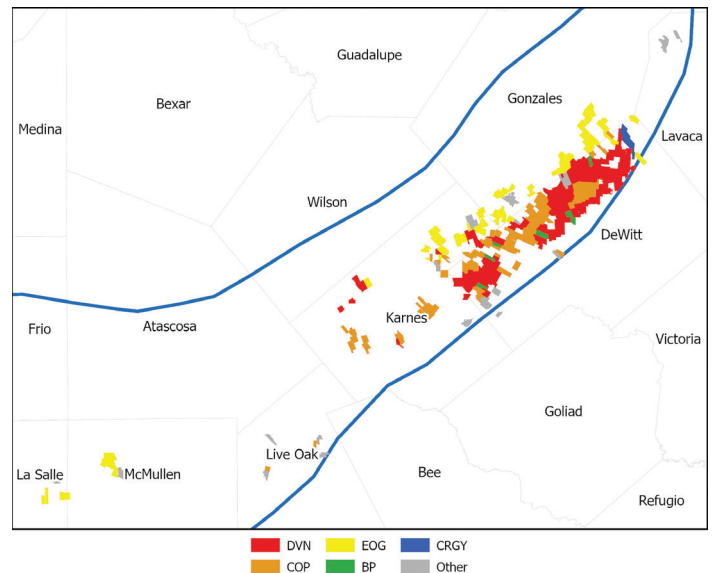 Guadalupe
Bexar
Gonzales
Medina
Lavaca
Wilson
DeWitt
Karnes
Frio
Atascosa
Victoria
Goliad
Live Oak
La Salle
McMullen
Bee
Refugio
DVN EOG CRGY
COP BP Other